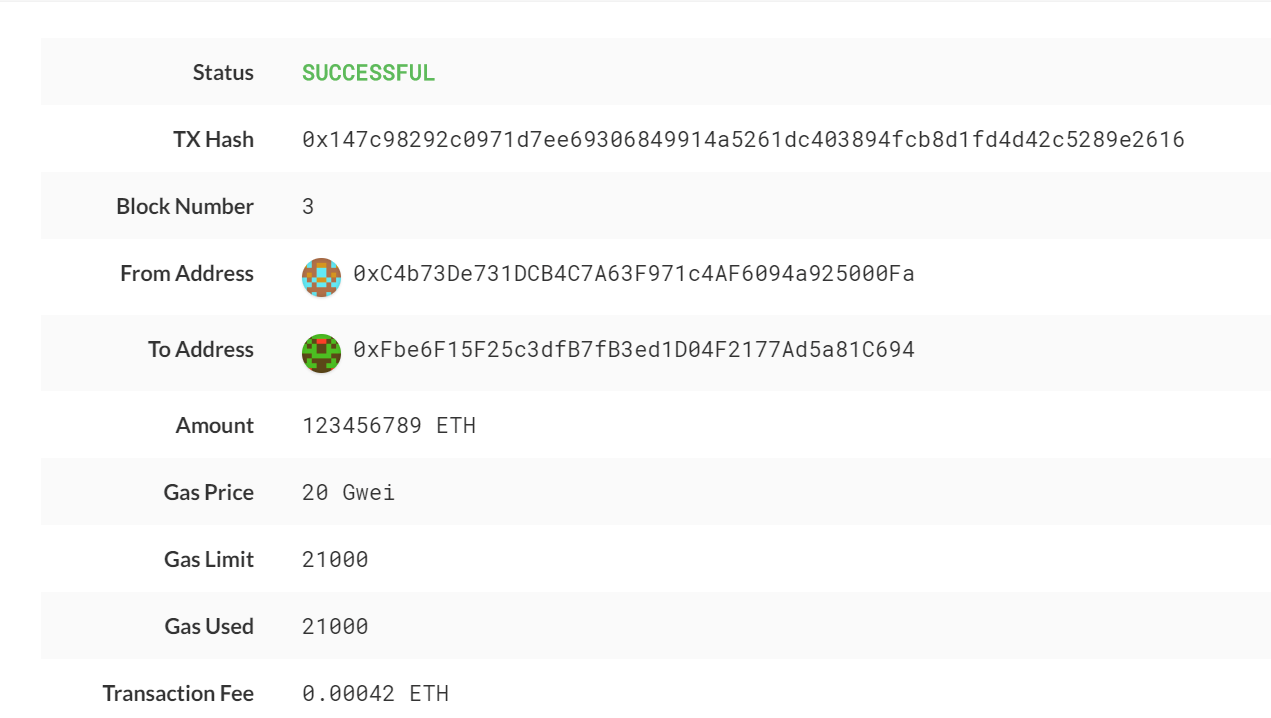 Status SUCCESSFUL
TX Hash 0x147c98292c0971d7ee69306849914a5261dc403894fcb8d1fd4d42c5289e2616
Block Number 3
From Address 0xC4b73De731DCB4C7A63F971c4AF6094a925000Fa
To Address 0xFbe6F15F25c3dfB7fB3ed1D04F2177Ad5a81C694
Amount 123456789 ETH
Gas Price 20 Gwei
Gas Limit 21000
Gas Used 21000
Transaction Fee 0.00042 ETH